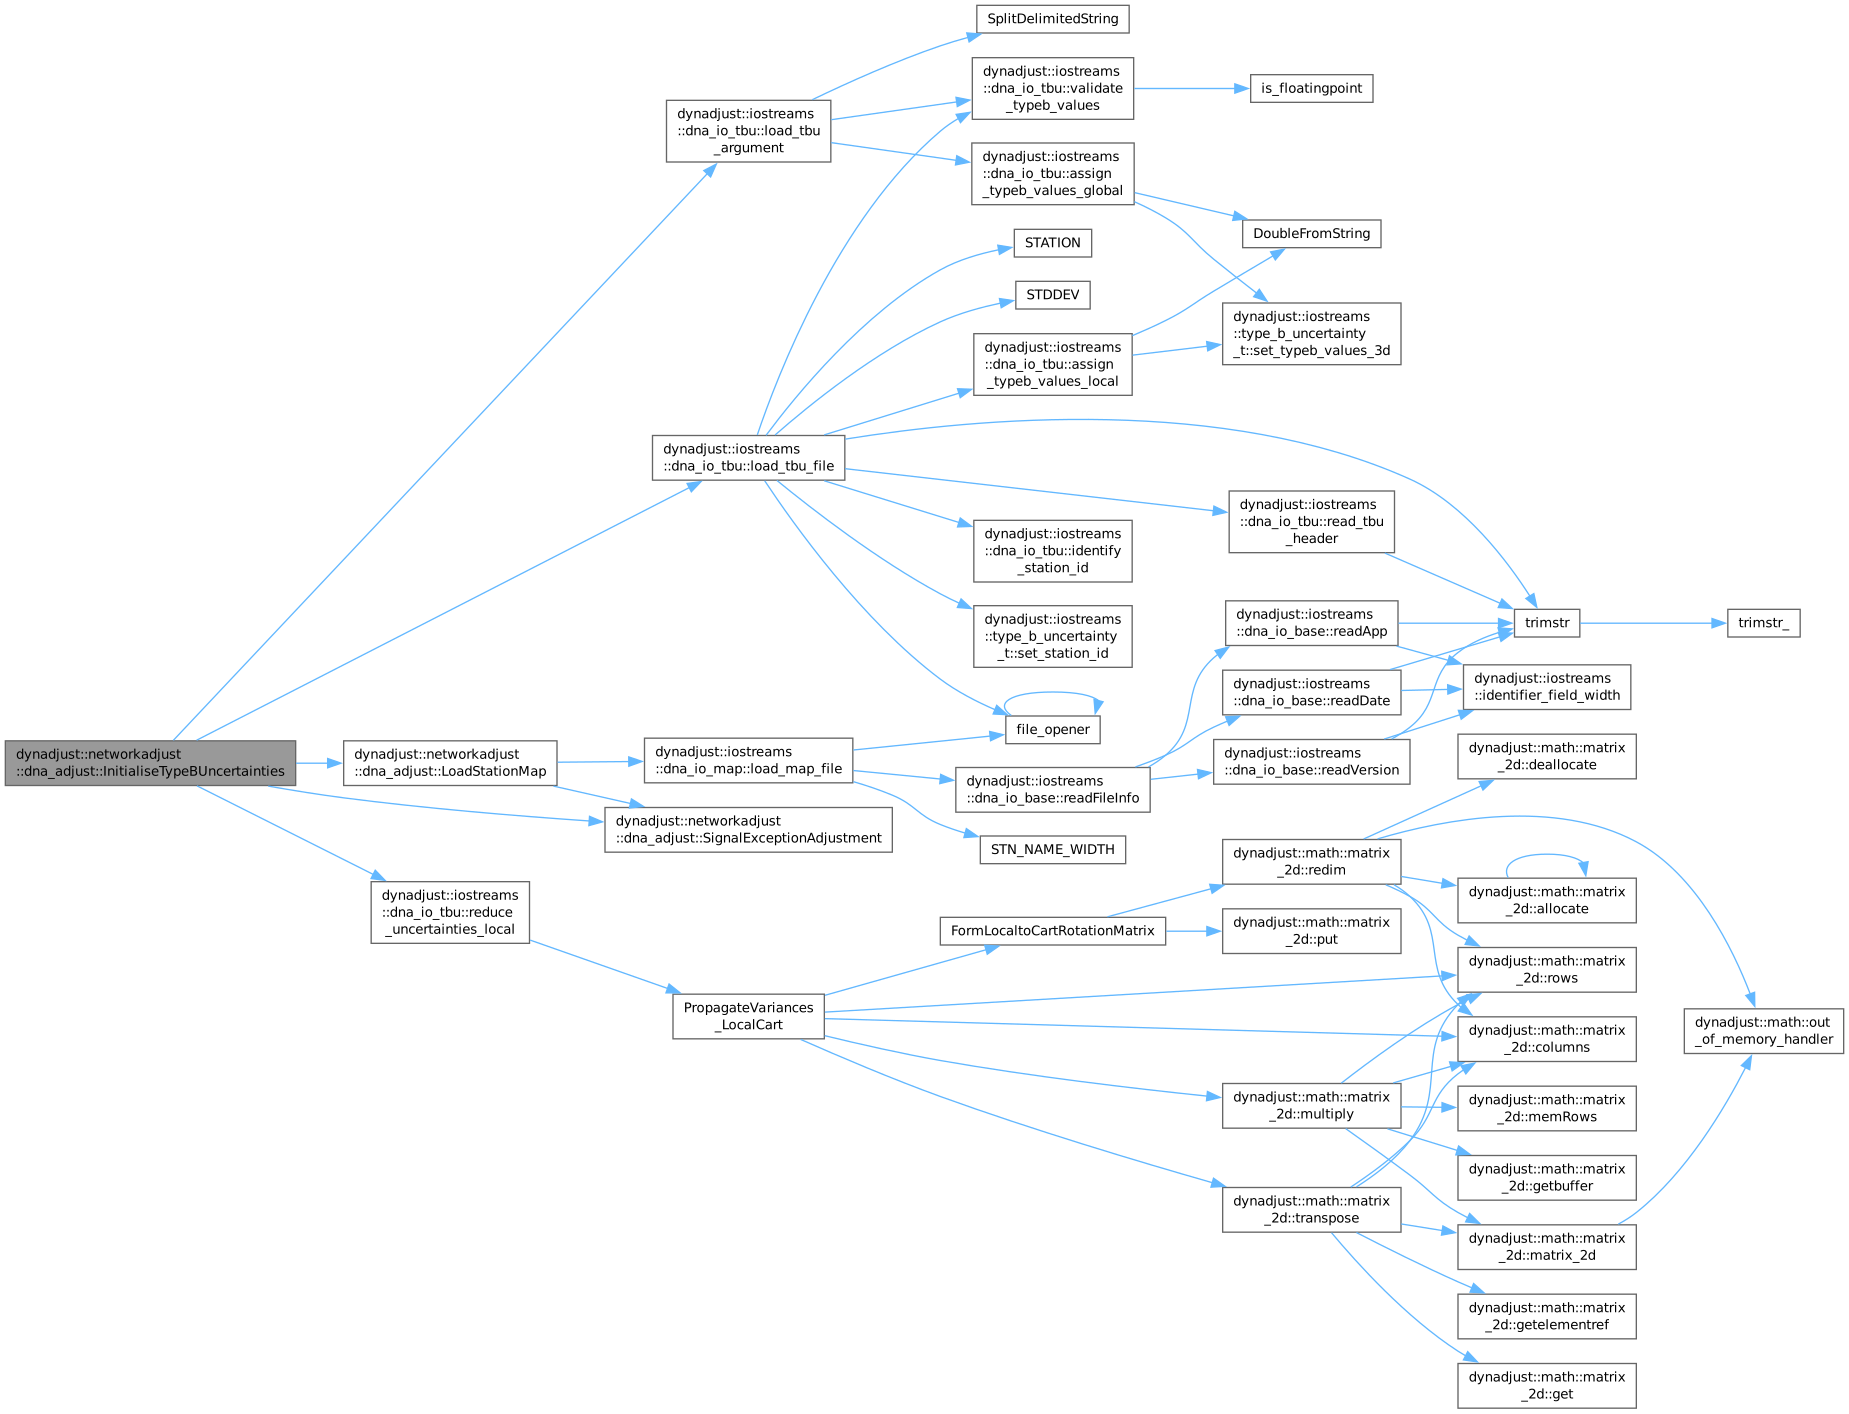 dynadjust::networkadjust
::dna_adjust::InitialiseTypeBUncertainties
dynadjust::iostreams
::dna_io_tbu::load_tbu
_argument
SplitDelimitedString
dynadjust::iostreams
::dna_io_tbu::validate
_typeb_values
is_floatingpoint
dynadjust::iostreams
::dna_io_tbu::assign
_typeb_values_global
DoubleFromString
dynadjust::iostreams
::type_b_uncertainty
_t::set_typeb_values_3d
dynadjust::iostreams
::dna_io_tbu::load_tbu_file
STATION
STDDEV
dynadjust::iostreams
::dna_io_tbu::assign
_typeb_values_local
dynadjust::iostreams
::dna_io_tbu::read_tbu
_header
dynadjust::iostreams
::dna_io_tbu::identify
_station_id
dynadjust::iostreams
::type_b_uncertainty
_t::set_station_id
file_opener
trimstr
trimstr_
dynadjust::networkadjust
::dna_adjust::LoadStationMap
dynadjust::iostreams
::dna_io_map::load_map_file
dynadjust::iostreams
::dna_io_base::readFileInfo
dynadjust::iostreams
::dna_io_base::readApp
dynadjust::iostreams
::dna_io_base::readDate
dynadjust::iostreams
::dna_io_base::readVersion
dynadjust::iostreams
::identifier_field_width
STN_NAME_WIDTH
dynadjust::networkadjust
::dna_adjust::SignalExceptionAdjustment
dynadjust::iostreams
::dna_io_tbu::reduce
_uncertainties_local
PropagateVariances
_LocalCart
FormLocaltoCartRotationMatrix
dynadjust::math::matrix
_2d::redim
dynadjust::math::matrix
_2d::put
dynadjust::math::matrix
_2d::multiply
dynadjust::math::matrix
_2d::transpose
dynadjust::math::matrix
_2d::deallocate
dynadjust::math::matrix
_2d::allocate
dynadjust::math::matrix
_2d::rows
dynadjust::math::matrix
_2d::columns
dynadjust::math::matrix
_2d::memRows
dynadjust::math::matrix
_2d::getbuffer
dynadjust::math::matrix
_2d::matrix_2d
dynadjust::math::matrix
_2d::getelementref
dynadjust::math::matrix
_2d::get
dynadjust::math::out
_of_memory_handler